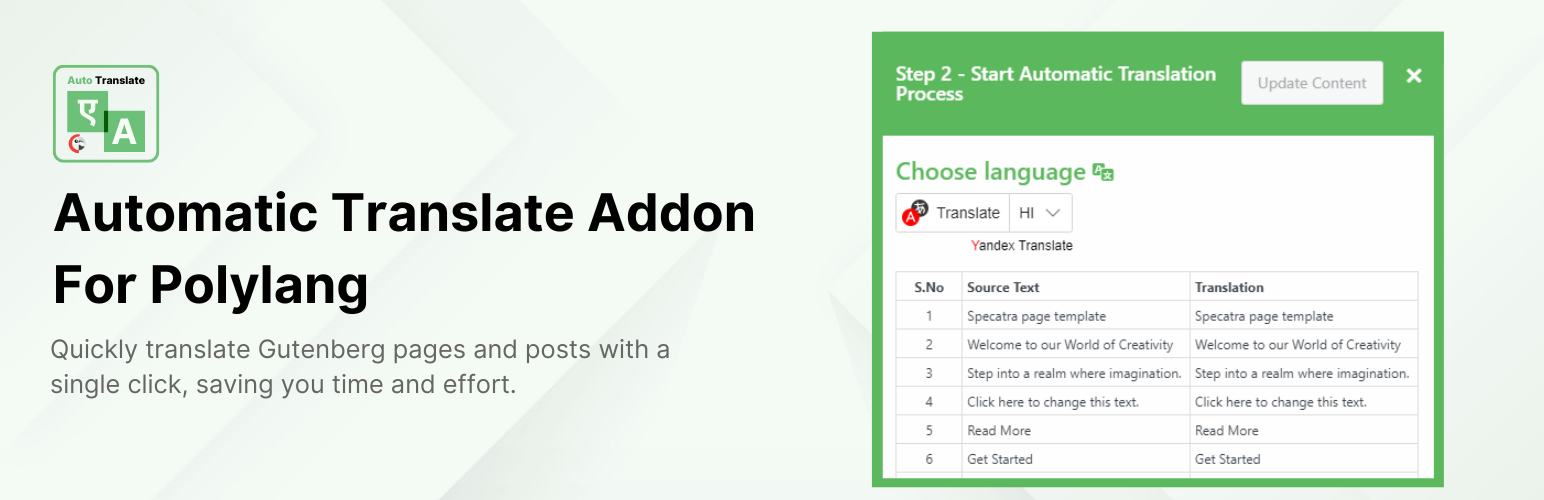 Auto Translate
ए
A
Automatic Translate Addon
For Polylang
Quickly translate Gutenberg pages and posts with a
single click, saving you time and effort.
Step 2 - Start Automatic Translation
Process
Update Content
Choose language
Translate HI
Yandex Translate
S.No Source Text Translation
1 Specatra page template Specatra page template
2 Welcome to our World of Creativity Welcome to our World of Creativity
3 Step into a realm where imagination. Step into a realm where imagination.
4 Click here to change this text. Click here to change this text.
5 Read More Read More
6 Get Started Get Started